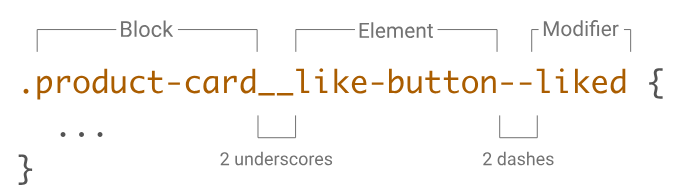 Block Element Modifier
.product-card__like-button--liked {
...
2 underscores 2 dashes
}